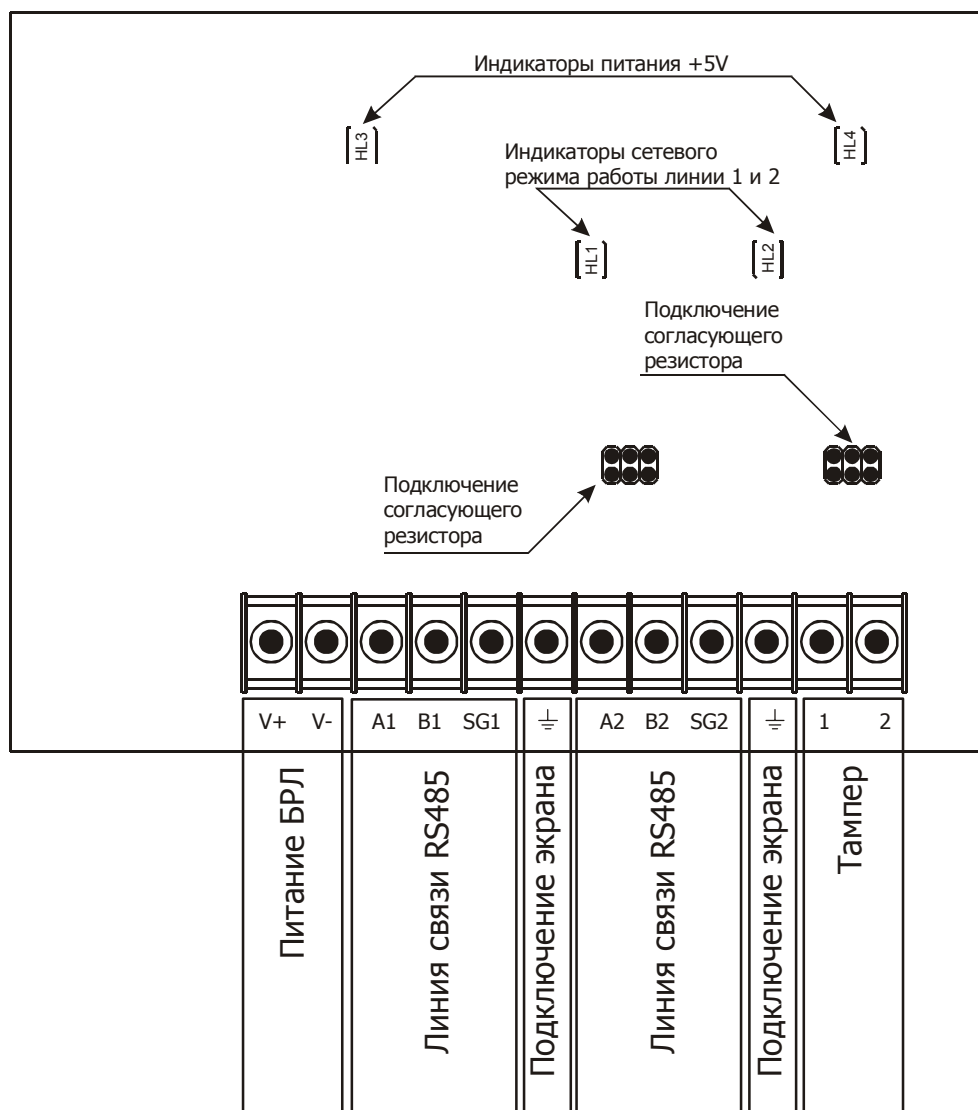 Индикаторы питания +5V
HL3
HL4
Индикаторы сетевого
режима работы линии 1 и 2
HL1
HL2
Подключение
согласующего
резистора
Подключение
согласующего
резистора
V+ V- A1 B1 SG1 A2 B2 SG2 1 2
Питание БРЛ
Линия связи RS485
Подключение экрана
Линия связи RS485
Подключение экрана
Тампер